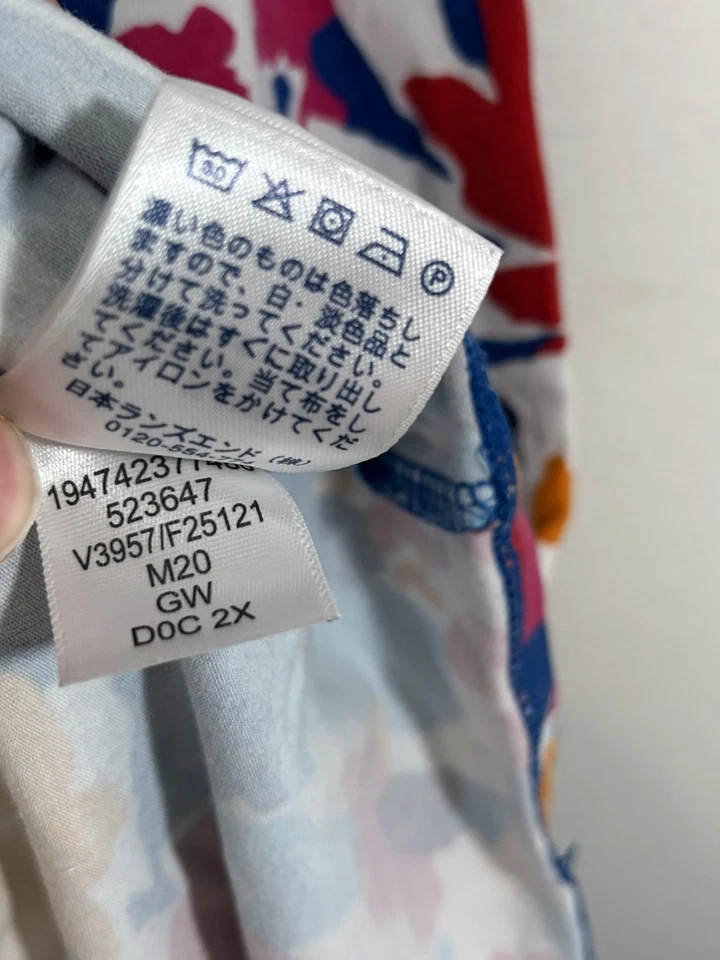 30
P
濃い色のものは色落ちし
ますので、白・淡色品と
分けて洗ってください。
洗濯後はすぐに取り出し
てください。当て布をし
てアイロンをかけてくだ
さい。
日本ランズエンド(株)
0120-554-774
523647
V3957/F25121
M20
GW
D0C 2X